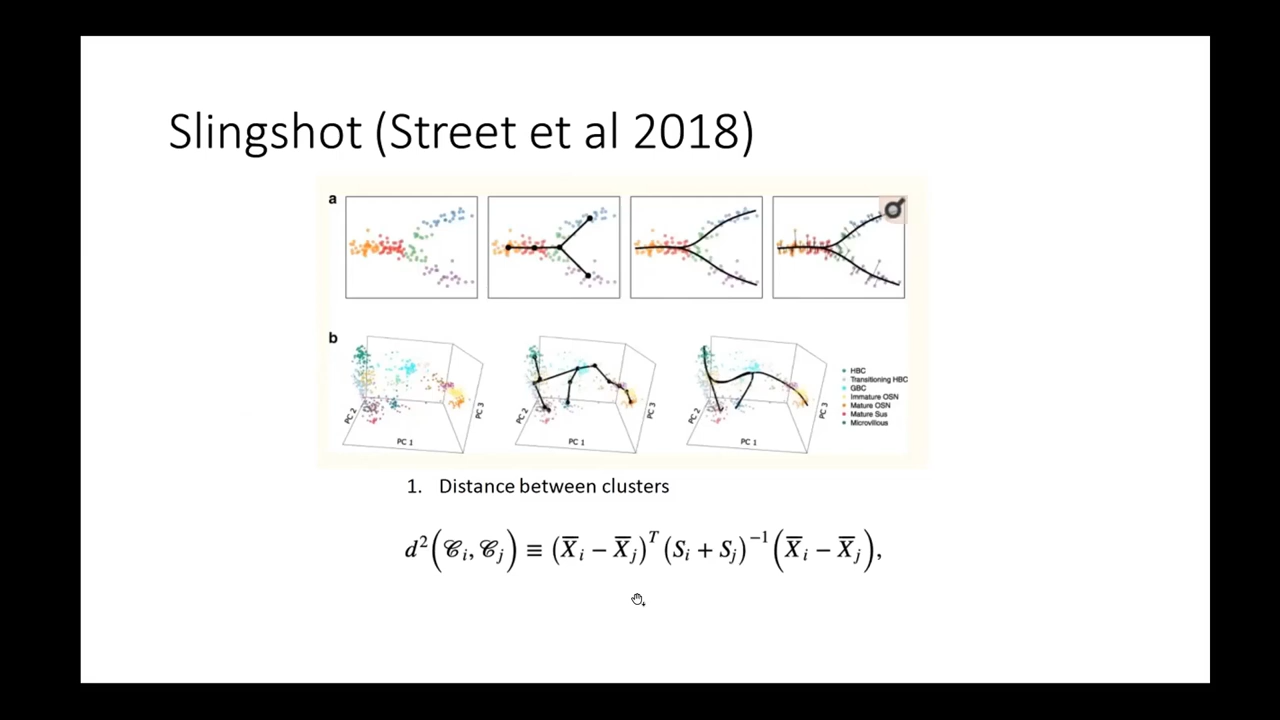 Slingshot (Street et al 2018)
a
b
PC 2
PC 1
PC 3
PC 2
PC 1
PC 3
PC 2
PC 1
PC 3
HBC
Transitioning HBC
GBC
Immature OSN
Mature OSN
Mature Sus
Microvillous
1. Distance between clusters
d²(𝒞ᵢ, 𝒞ⱼ) ≡ (X̄ᵢ − X̄ⱼ)ᵀ(Sᵢ + Sⱼ)⁻¹(X̄ᵢ − X̄ⱼ),